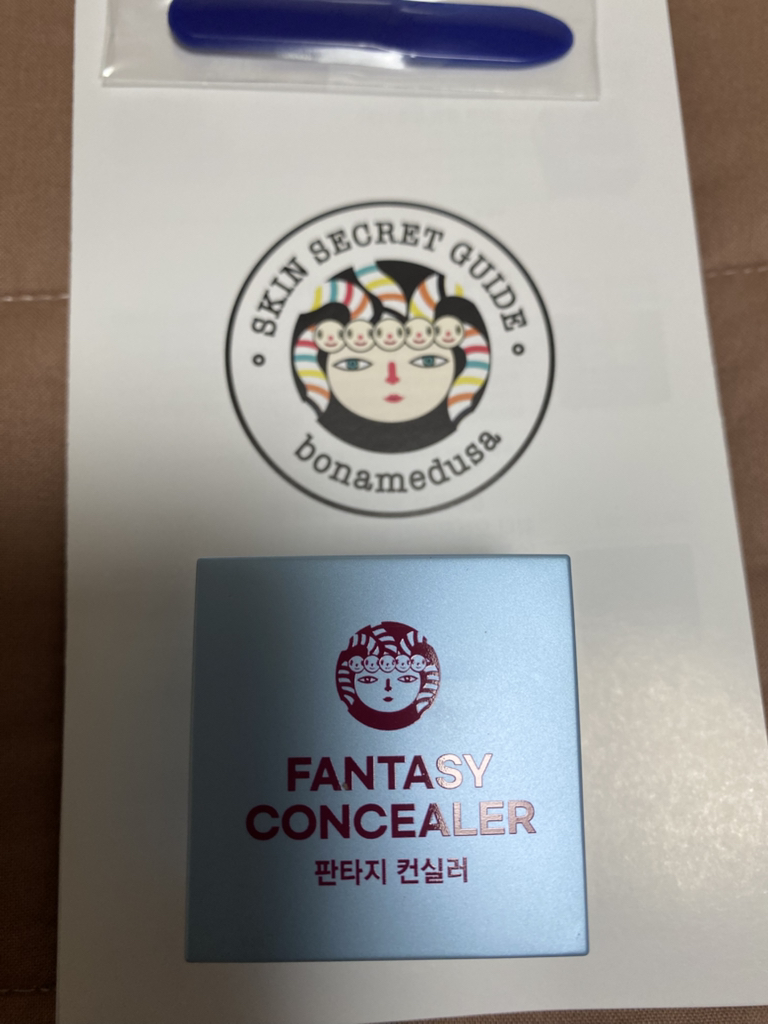 SKIN SECRET GUIDE
bonamedusa
FANTASY
CONCEALER
판타지 컨실러